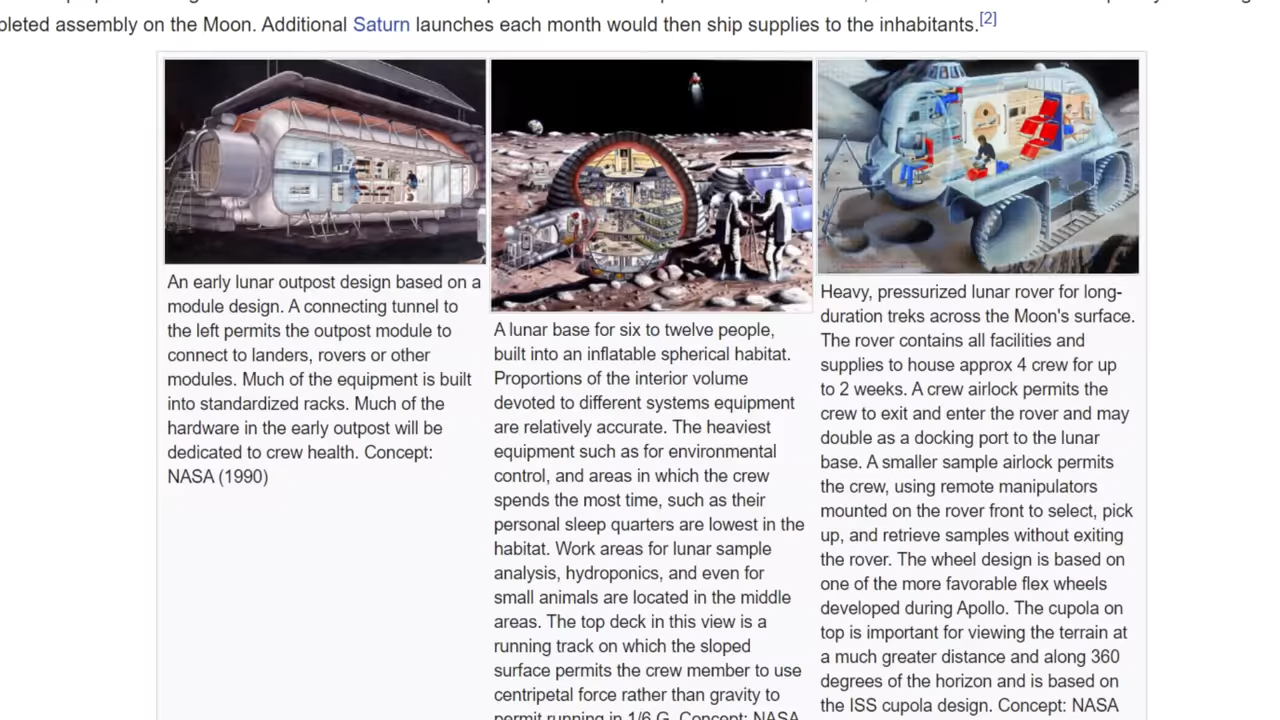 pleted assembly on the Moon. Additional Saturn launches each month would then ship supplies to the inhabitants.[2]
An early lunar outpost design based on a
module design. A connecting tunnel to
the left permits the outpost module to
connect to landers, rovers or other
modules. Much of the equipment is built
into standardized racks. Much of the
hardware in the early outpost will be
dedicated to crew health. Concept:
NASA (1990)
A lunar base for six to twelve people,
built into an inflatable spherical habitat.
Proportions of the interior volume
devoted to different systems equipment
are relatively accurate. The heaviest
equipment such as for environmental
control, and areas in which the crew
spends the most time, such as their
personal sleep quarters are lowest in the
habitat. Work areas for lunar sample
analysis, hydroponics, and even for
small animals are located in the middle
areas. The top deck in this view is a
running track on which the sloped
surface permits the crew member to use
centripetal force rather than gravity to
permit running in 1/6 G. Concept: NASA
Heavy, pressurized lunar rover for long-
duration treks across the Moon's surface.
The rover contains all facilities and
supplies to house approx 4 crew for up
to 2 weeks. A crew airlock permits the
crew to exit and enter the rover and may
double as a docking port to the lunar
base. A smaller sample airlock permits
the crew, using remote manipulators
mounted on the rover front to select, pick
up, and retrieve samples without exiting
the rover. The wheel design is based on
one of the more favorable flex wheels
developed during Apollo. The cupola on
top is important for viewing the terrain at
a much greater distance and along 360
degrees of the horizon and is based on
the ISS cupola design. Concept: NASA